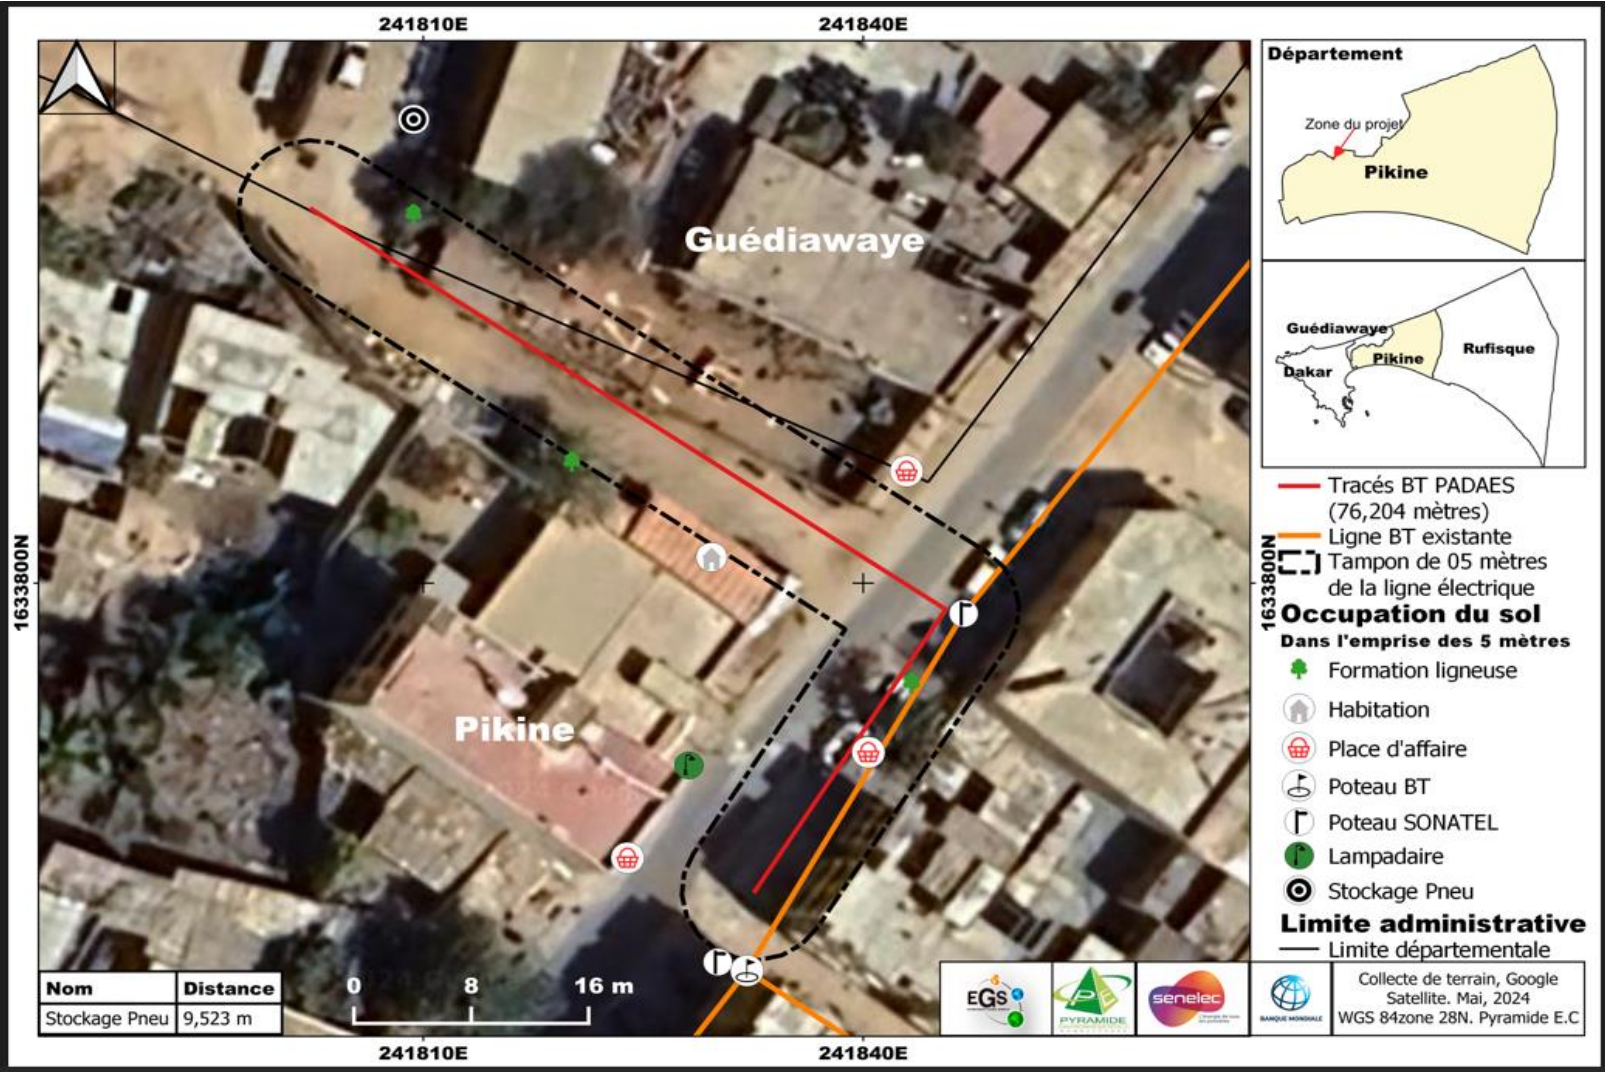 241810E
241840E
Département
Zone du projet
Pikine
Guédiawaye
Guédiawaye
Rufisque
Pikine
Dakar
Tracés BT PADAES
(76,204 mètres)
Ligne BT existante
Tampon de 05 mètres
de la ligne électrique
1633800N
1633800N
Occupation du sol
Dans l'emprise des 5 mètres
Formation ligneuse
Habitation
Place d'affaire
Pikine
Poteau BT
Poteau SONATEL
Lampadaire
Stockage Pneu
Limite administrative
Limite départementale
Nom
Distance
Stockage Pneu
9,523 m
0
8
16 m
EGS
PE
PYRAMIDE
senelec
BANQUE MONDIALE
Collecte de terrain, Google
Satellite. Mai, 2024
WGS 84zone 28N. Pyramide E.C
241810E
241840E